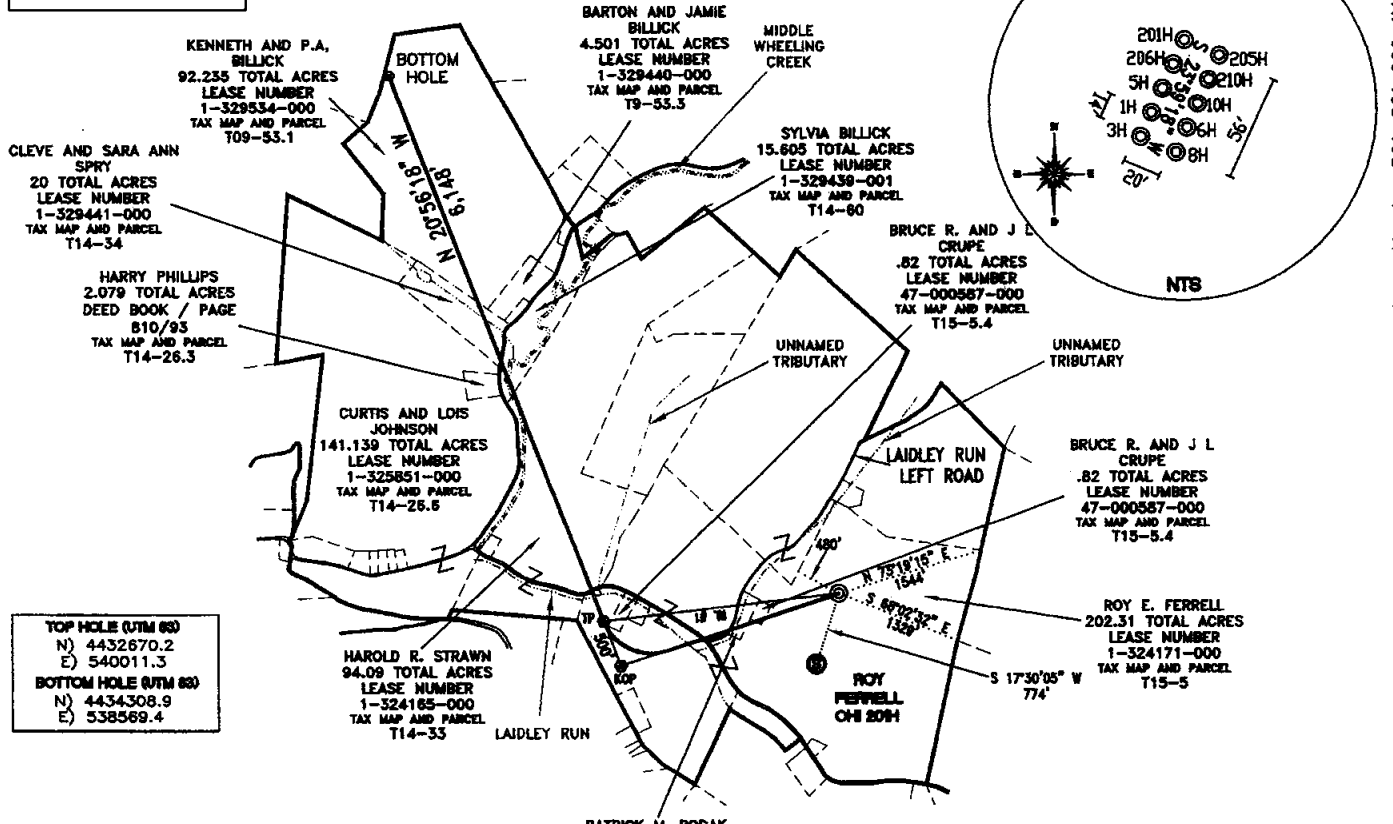 BARTON AND JAMIE
BILLICK
4.501 TOTAL ACRES
LEASE NUMBER
1-329440-000
TAX MAP AND PARCEL
T9-53.3
MIDDLE
WHEELING
CREEK
KENNETH AND P.A,
BILLICK
92.235 TOTAL ACRES
LEASE NUMBER
1-329534-000
TAX MAP AND PARCEL
T09-53.1
BOTTOM
HOLE
201H
205H
206H
210H
5H
10H
1H
6H
3H
8H
14'
56'
20'
NTS
CLEVE AND SARA ANN
SPRY
20 TOTAL ACRES
LEASE NUMBER
1-329441-000
TAX MAP AND PARCEL
T14-34
N 20°56'18" W
6,148'
SYLVIA BILLICK
15.605 TOTAL ACRES
LEASE NUMBER
1-329439-001
TAX MAP AND PARCEL
T14-60
BRUCE R. AND J L
CRUPE
.82 TOTAL ACRES
LEASE NUMBER
47-000587-000
TAX MAP AND PARCEL
T15-5.4
HARRY PHILLIPS
2.079 TOTAL ACRES
DEED BOOK / PAGE
810/93
TAX MAP AND PARCEL
T14-26.3
UNNAMED
TRIBUTARY
UNNAMED
TRIBUTARY
CURTIS AND LOIS
JOHNSON
141.139 TOTAL ACRES
LEASE NUMBER
1-325851-000
TAX MAP AND PARCEL
T14-26.6
LAIDLEY RUN
LEFT ROAD
BRUCE R. AND J L
CRUPE
.82 TOTAL ACRES
LEASE NUMBER
47-000587-000
TAX MAP AND PARCEL
T15-5.4
480'
N 75°19'15" E
1544'
S 68°02'32" E
1329'
ROY E. FERRELL
202.31 TOTAL ACRES
LEASE NUMBER
1-324171-000
TAX MAP AND PARCEL
T15-5
TOP HOLE (UTM 83)
N) 4432670.2
E) 540011.3
BOTTOM HOLE (UTM 83)
N) 4434308.9
E) 538569.4
TP
500'
KOP
HAROLD R. STRAWN
94.09 TOTAL ACRES
LEASE NUMBER
1-324165-000
TAX MAP AND PARCEL
T14-33
LAIDLEY RUN
ROY
FERRELL
OHI 201H
S 17°30'05" W
774'